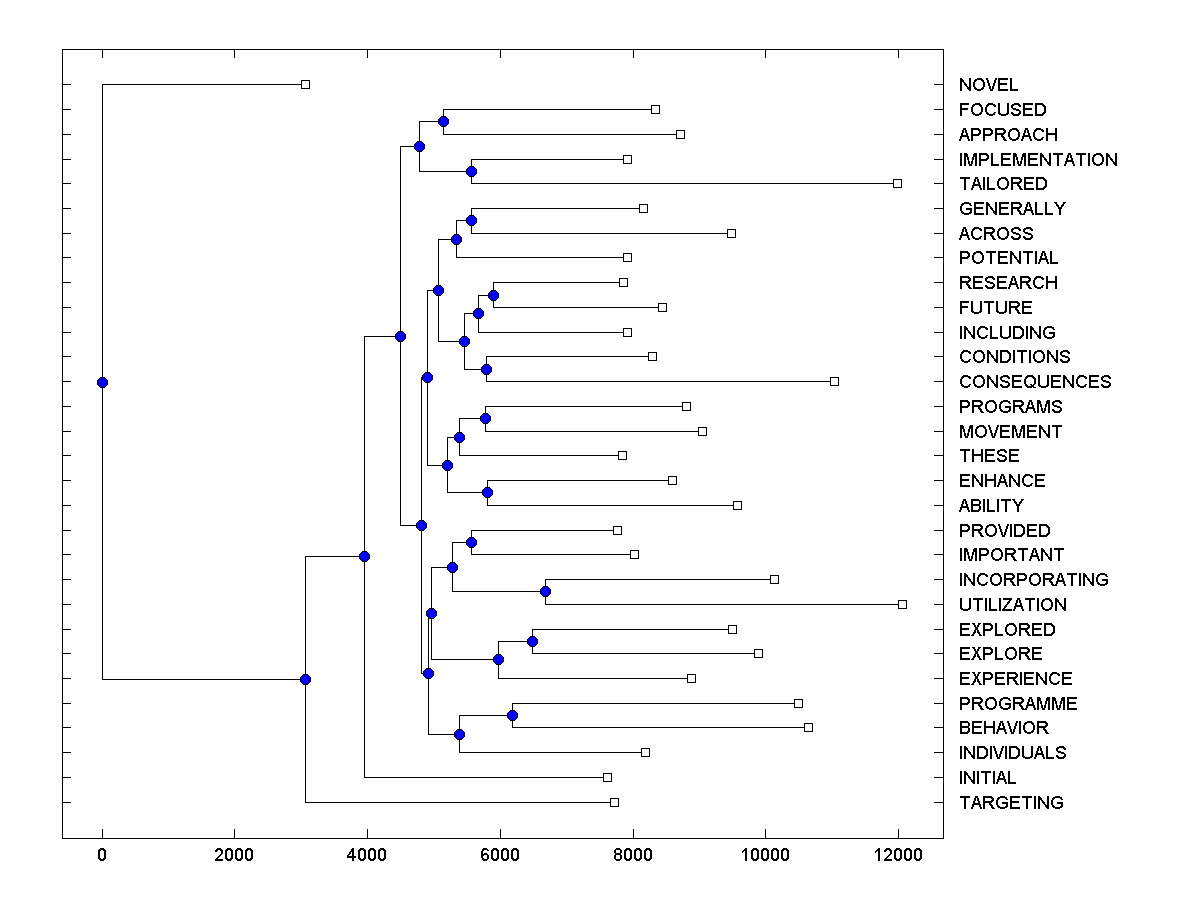 NOVEL
FOCUSED
APPROACH
IMPLEMENTATION
TAILORED
GENERALLY
ACROSS
POTENTIAL
RESEARCH
FUTURE
INCLUDING
CONDITIONS
CONSEQUENCES
PROGRAMS
MOVEMENT
THESE
ENHANCE
ABILITY
PROVIDED
IMPORTANT
INCORPORATING
UTILIZATION
EXPLORED
EXPLORE
EXPERIENCE
PROGRAMME
BEHAVIOR
INDIVIDUALS
INITIAL
TARGETING
0 2000 4000 6000 8000 10000 12000